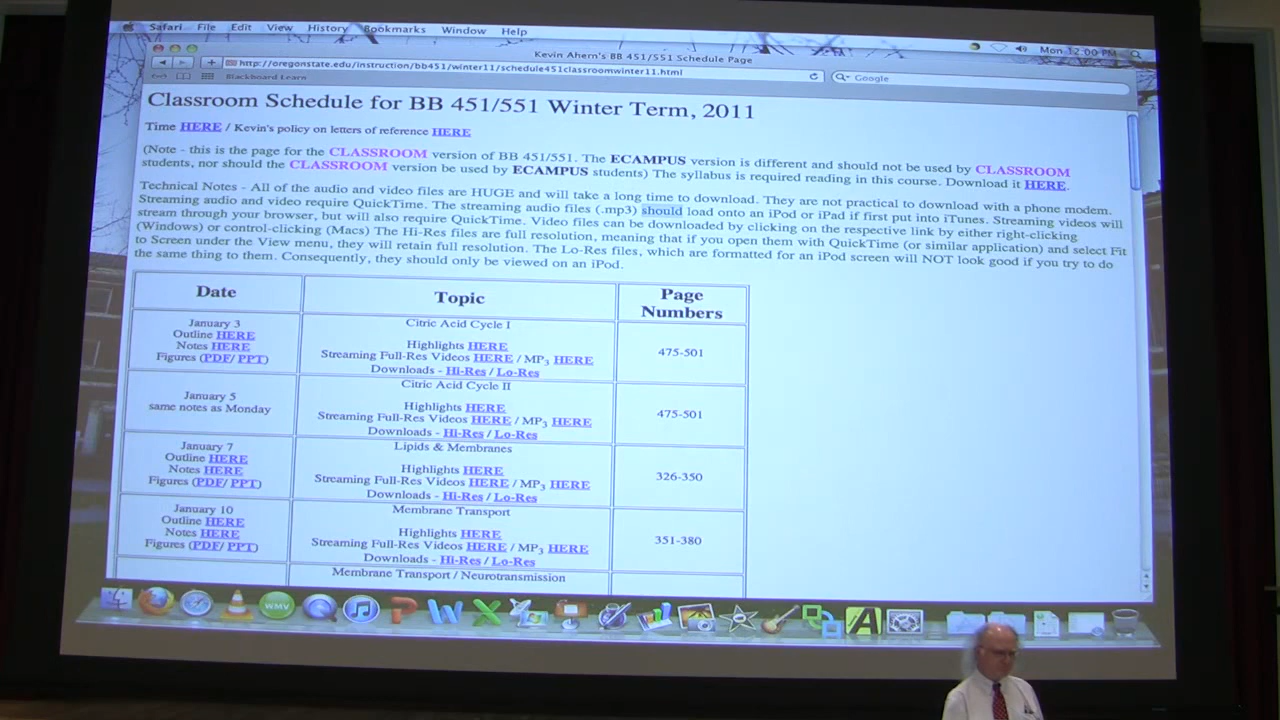 Safari File Edit View History Bookmarks Window Help Mon 12:00 PM
Kevin Ahern's BB 451/551 Schedule Page
http://oregonstate.edu/instruction/bb451/winter11/schedule451classroomwinter11.html Google
Blackboard Learn
Classroom Schedule for BB 451/551 Winter Term, 2011
Time HERE / Kevin's policy on letters of reference HERE
(Note - this is the page for the CLASSROOM version of BB 451/551. The ECAMPUS version is different and should not be used by CLASSROOM
students, nor should the CLASSROOM version be used by ECAMPUS students) The syllabus is required reading in this course. Download it HERE.
Technical Notes - All of the audio and video files are HUGE and will take a long time to download. They are not practical to download with a phone modem.
Streaming audio and video require QuickTime. The streaming audio files (.mp3) should load onto an iPod or iPad if first put into iTunes. Streaming videos will
stream through your browser, but will also require QuickTime. Video files can be downloaded by clicking on the respective link by either right-clicking
(Windows) or control-clicking (Macs) The Hi-Res files are full resolution, meaning that if you open them with QuickTime (or similar application) and select Fit
to Screen under the View menu, they will retain full resolution. The Lo-Res files, which are formatted for an iPod screen will NOT look good if you try to do
the same thing to them. Consequently, they should only be viewed on an iPod.
Date Topic Page
Numbers
January 3
Outline HERE
Notes HERE
Figures (PDF/ PPT)
Citric Acid Cycle I
Highlights HERE
Streaming Full-Res Videos HERE / MP3 HERE
Downloads - Hi-Res / Lo-Res
475-501
January 5
same notes as Monday
Citric Acid Cycle II
Highlights HERE
Streaming Full-Res Videos HERE / MP3 HERE
Downloads - Hi-Res / Lo-Res
475-501
January 7
Outline HERE
Notes HERE
Figures (PDF/ PPT)
Lipids & Membranes
Highlights HERE
Streaming Full-Res Videos HERE / MP3 HERE
Downloads - Hi-Res / Lo-Res
326-350
January 10
Outline HERE
Notes HERE
Figures (PDF/ PPT)
Membrane Transport
Highlights HERE
Streaming Full-Res Videos HERE / MP3 HERE
Downloads - Hi-Res / Lo-Res
351-380
Membrane Transport / Neurotransmission
WMV